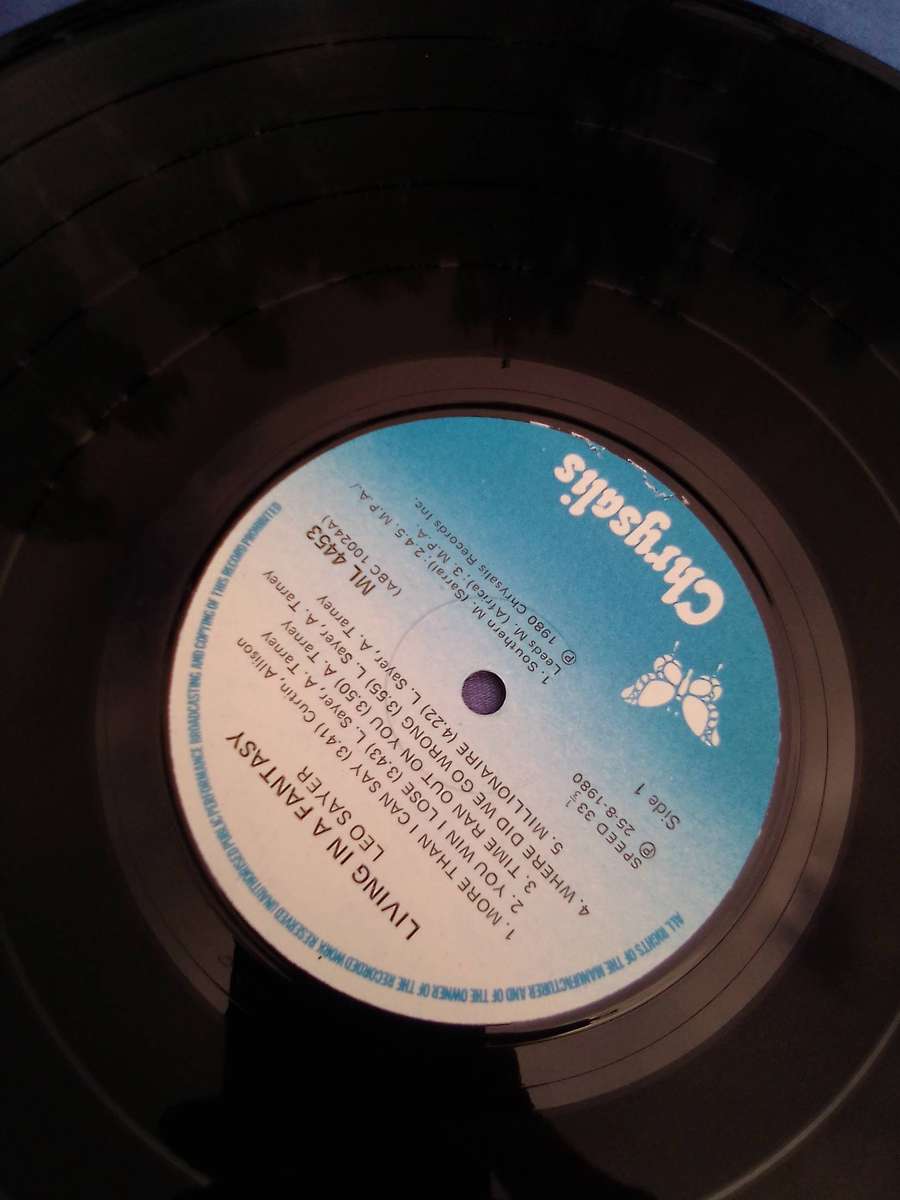 Chrysalis
Side 1
SPEED 33⅓
Ⓟ 25-8-1980
ML 4453
(ABC 10024A)
1. Southern M. (Sarral) : 2.4.5. M.P.A./
Leeds M. (Africa); 3. M.P.A.
Ⓟ 1980 Chrysalis Records Inc.
4. WHERE DID WE GO WRONG (3:55) L. Sayer, A. Tarney
5. MILLIONAIRE (4:22) L. Sayer, A. Tarney
3. TIME RAN OUT ON YOU (3:50) A. Tarney
2. YOU WIN I LOSE (3:43) L. Sayer, A. Tarney
1. MORE THAN I CAN SAY (3:41) Curtin, Allison
LEO SAYER
LIVING IN A FANTASY
ALL RIGHTS OF THE MANUFACTURER AND OF THE OWNER OF THE RECORDED WORK RESERVED UNAUTHORISED PUBLIC PERFORMANCE BROADCASTING AND COPYING OF THIS RECORD PROHIBITED